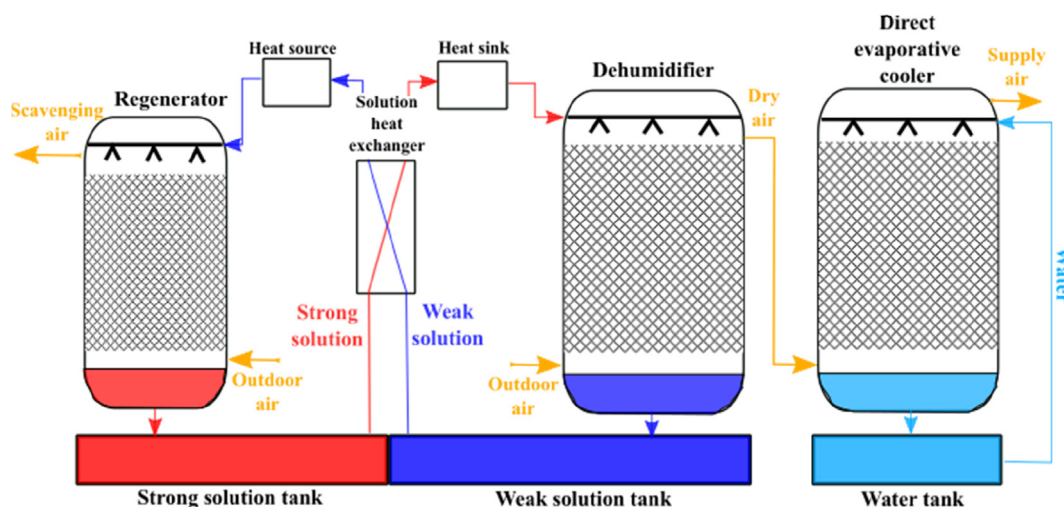 Direct
evaporative
cooler
Heat source
Heat sink
Supply
air
Dehumidifier
Regenerator
Dry
air
Scavenging
air
Solution
heat
exchanger
Water
Strong
solution
Weak
solution
Outdoor
air
Outdoor
air
Strong solution tank
Weak solution tank
Water tank